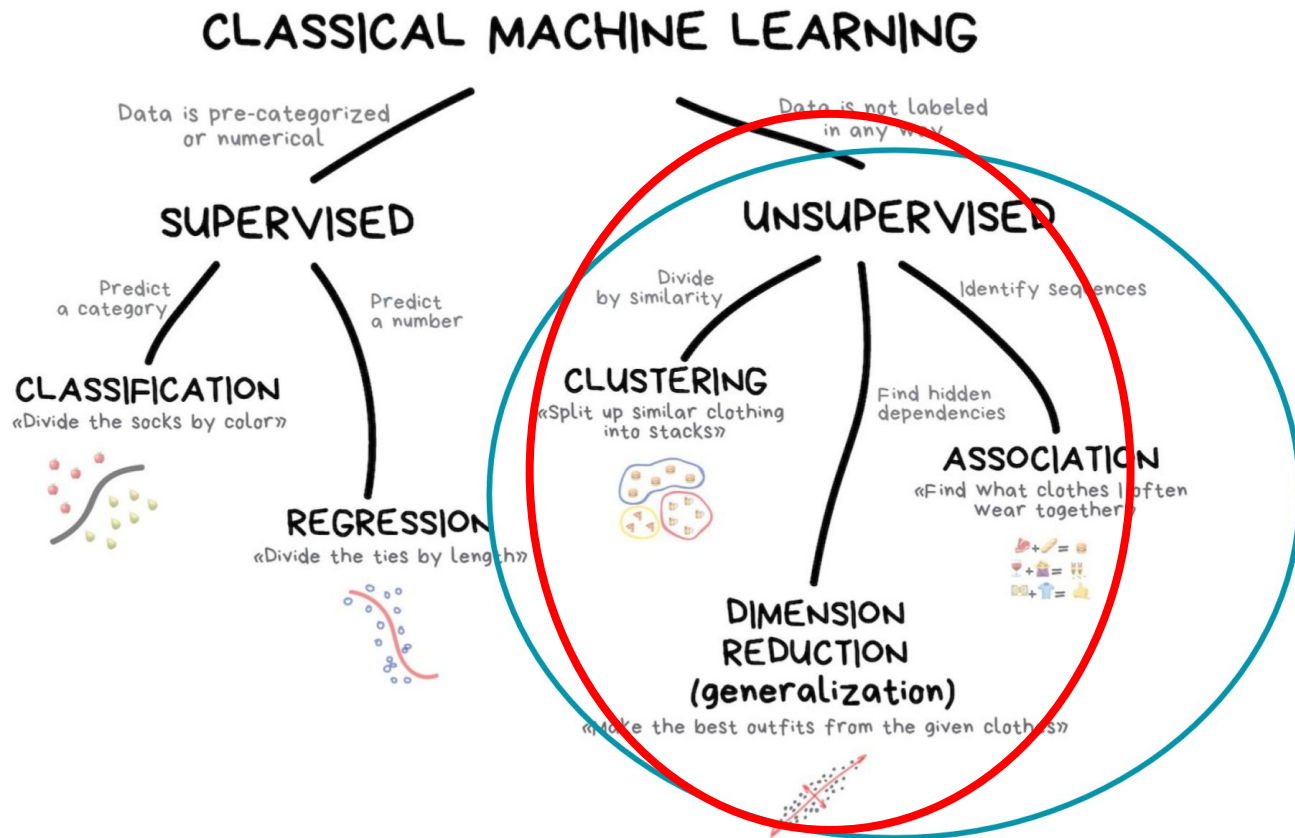 CLASSICAL MACHINE LEARNING
Data is pre-categorized
or numerical
Data is not labeled
in any way
SUPERVISED
UNSUPERVISED
Predict
a category
Predict
a number
Divide
by similarity
Identify sequences
CLASSIFICATION
«Divide the socks by color»
CLUSTERING
«Split up similar clothing
into stacks»
Find hidden
dependencies
ASSOCIATION
«Find what clothes I often
wear together»
REGRESSION
«Divide the ties by length»
+ =
+ =
+ =
DIMENSION
REDUCTION
(generalization)
«Make the best outfits from the given clothes»